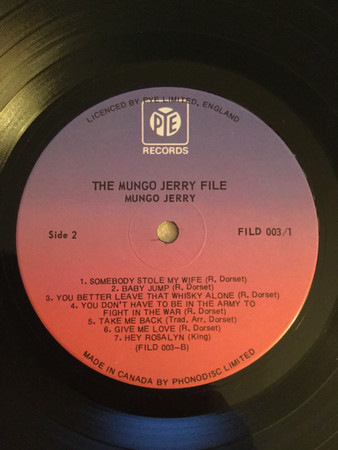 LICENCED BY PYE LIMITED, ENGLAND
PYE
RECORDS
THE MUNGO JERRY FILE
MUNGO JERRY
Side 2
FILD 003/1
1. SOMEBODY STOLE MY WIFE (R. Dorset)
2. BABY JUMP (R. Dorset)
3. YOU BETTER LEAVE THAT WHISKY ALONE (R. Dorset)
4. YOU DON'T HAVE TO BE IN THE ARMY TO
FIGHT IN THE WAR (R. Dorset)
5. TAKE ME BACK (Trad. Arr. Dorset)
6. GIVE ME LOVE (R. Dorset)
7. HEY ROSALYN (King)
(FILD 003-B)
MADE IN CANADA BY PHONODISC LIMITED